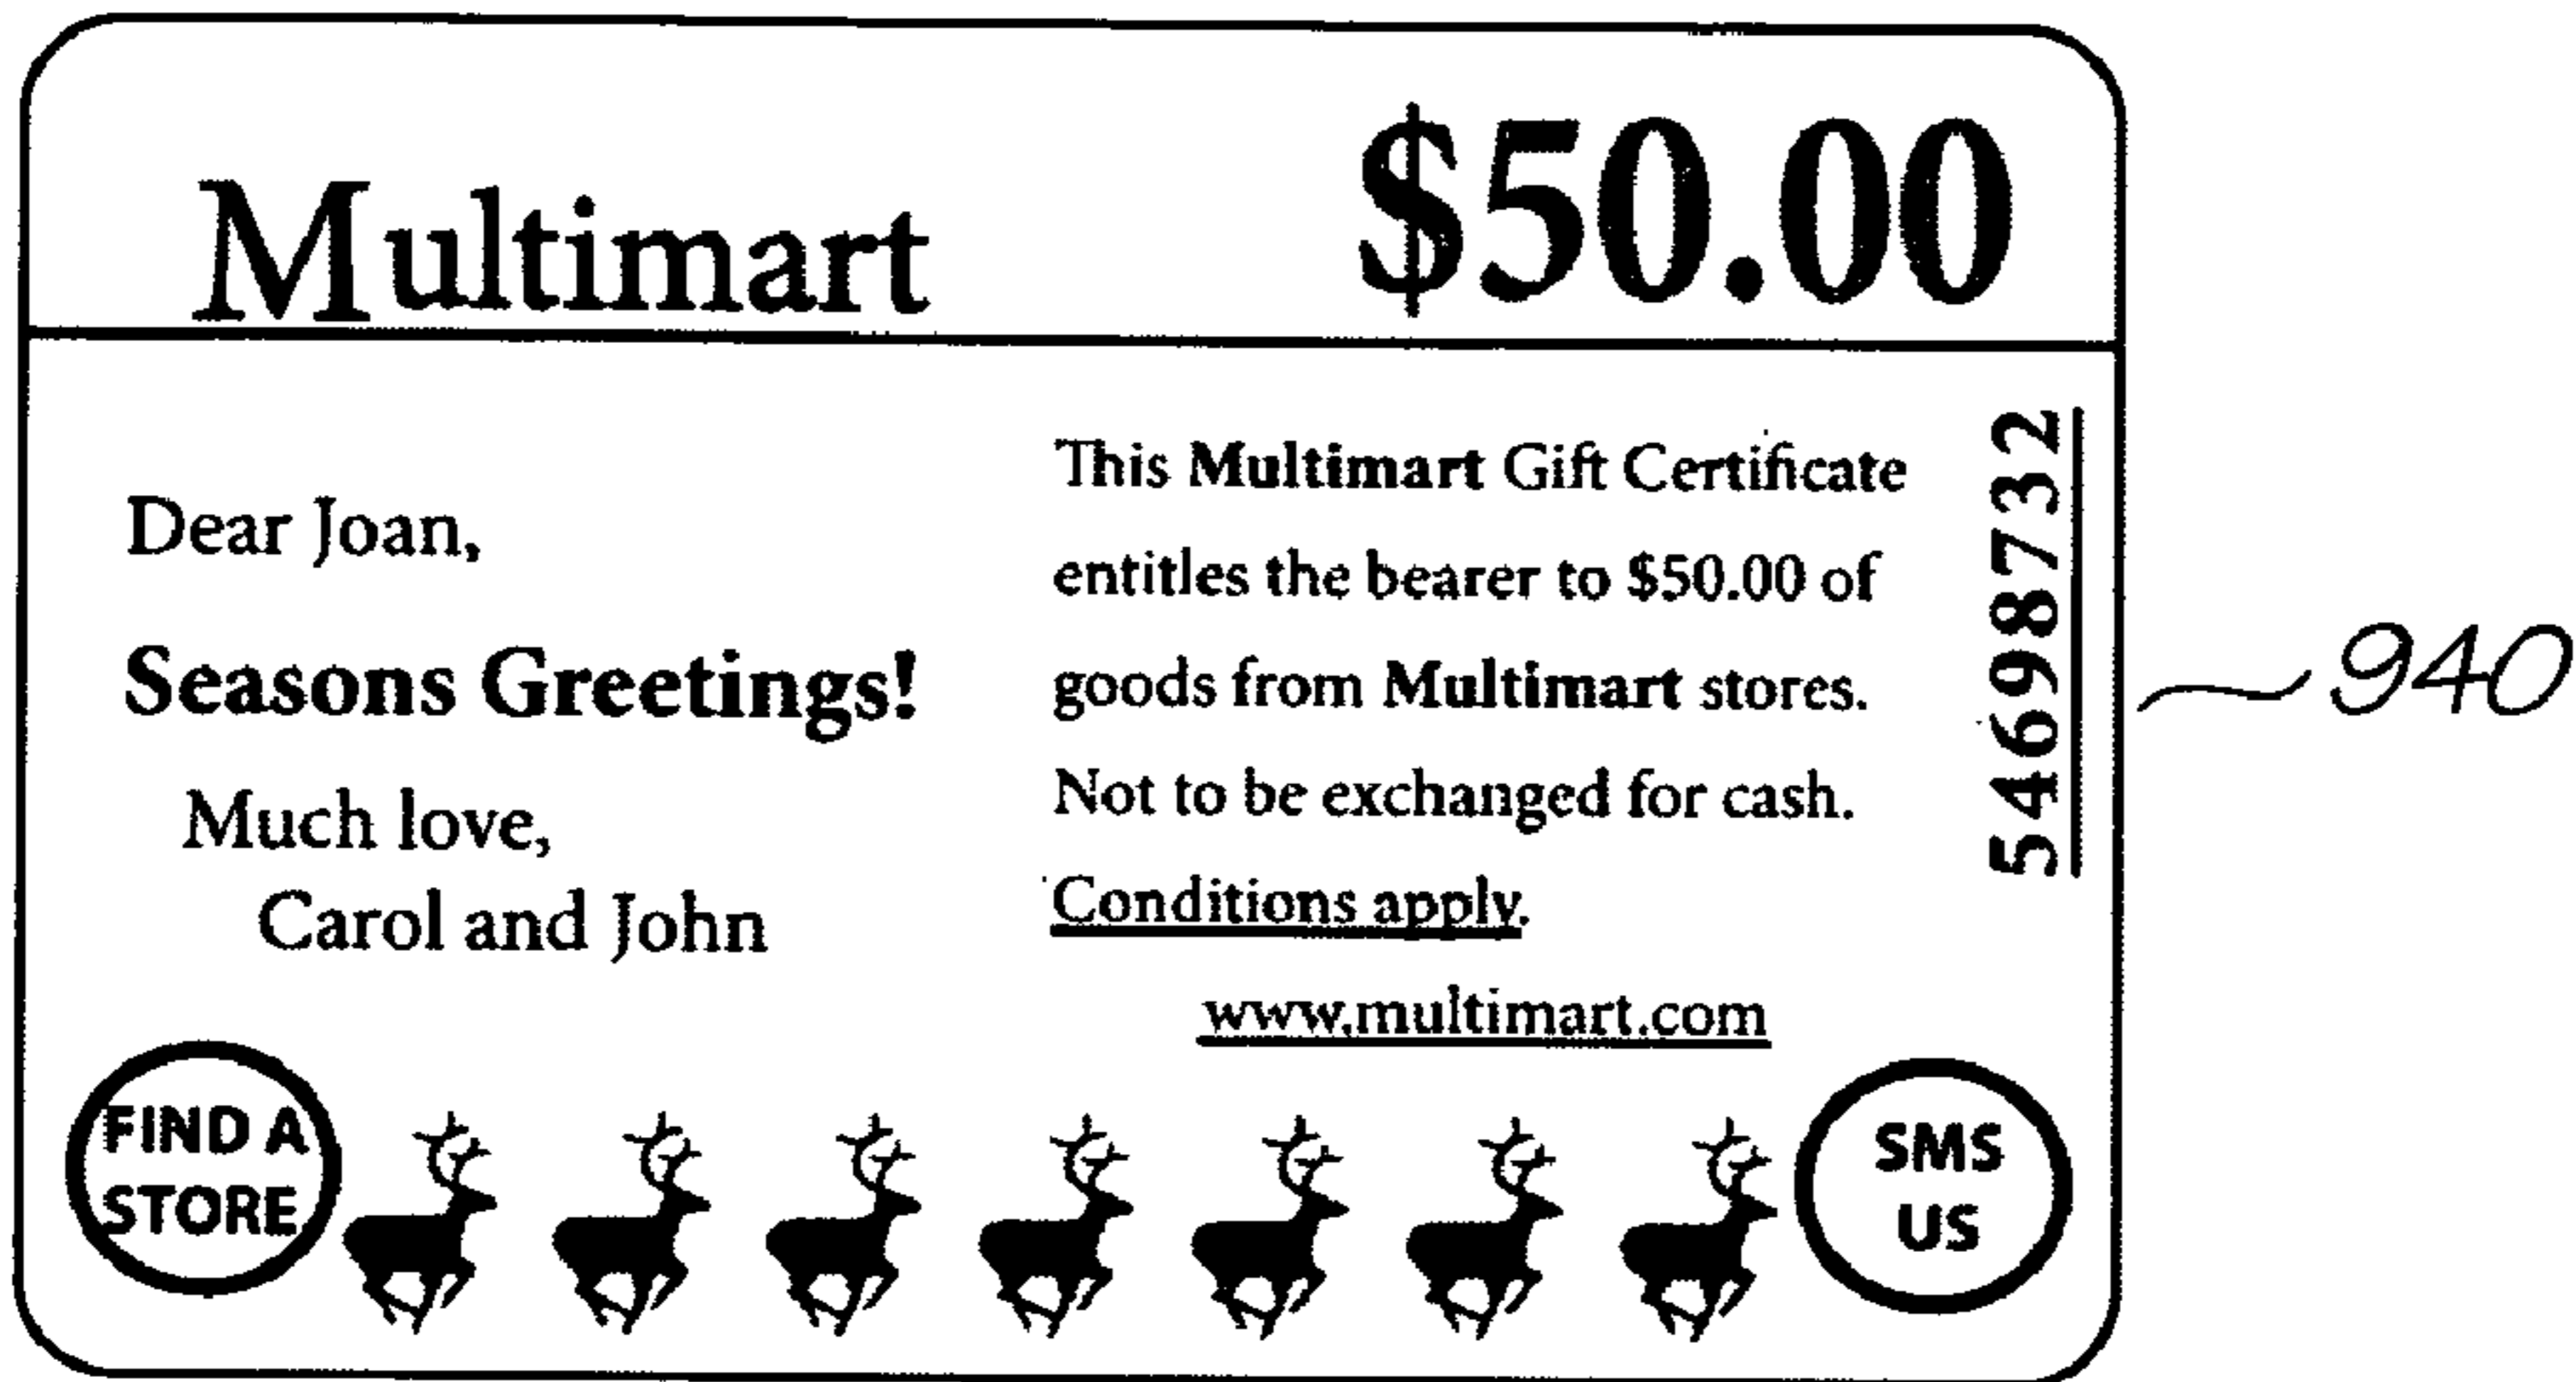 Multimart
$50.00
Dear Joan,
Seasons Greetings!
Much love,
Carol and John
This Multimart Gift Certificate
entitles the bearer to $50.00 of
goods from Multimart stores.
Not to be exchanged for cash.
Conditions apply.
www.multimart.com
54698732
FIND A
STORE
SMS
US
940